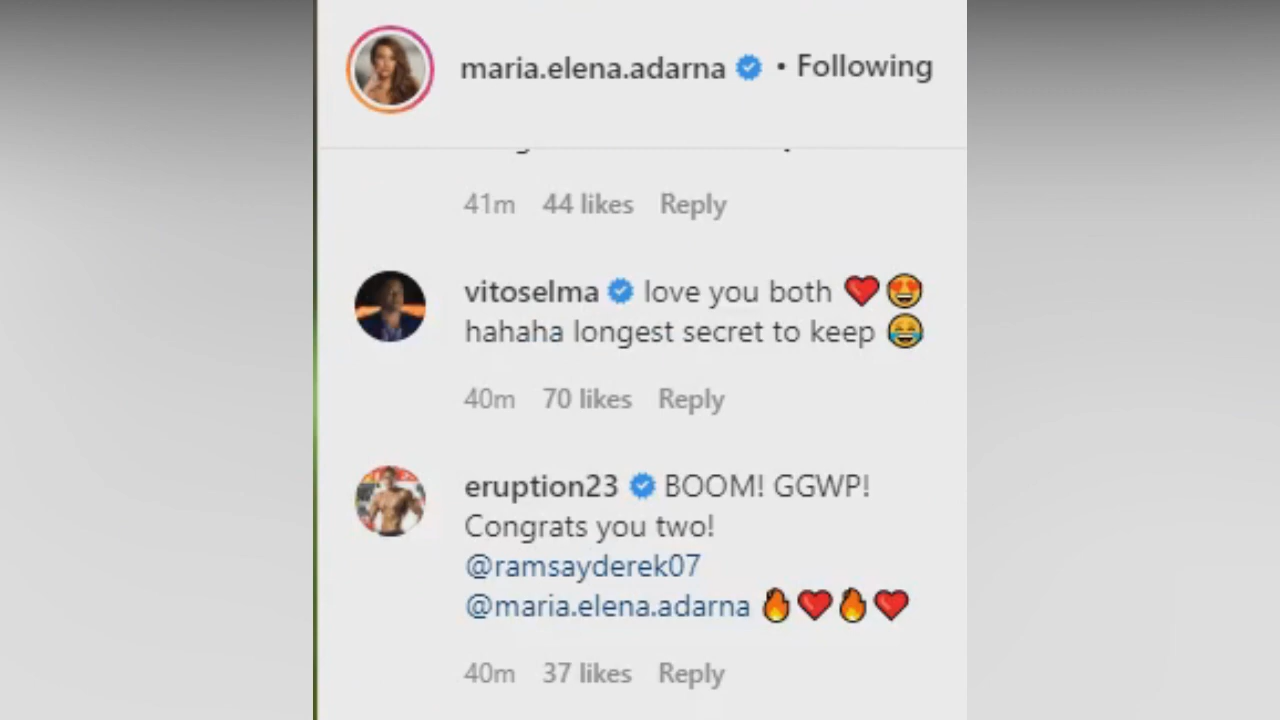 maria.elena.adarna • Following
41m 44 likes Reply
vitoselma love you both ❤️😍
hahaha longest secret to keep 😂
40m 70 likes Reply
eruption23 BOOM! GGWP!
Congrats you two!
@ramsayderek07
@maria.elena.adarna 🔥❤️🔥❤️
40m 37 likes Reply